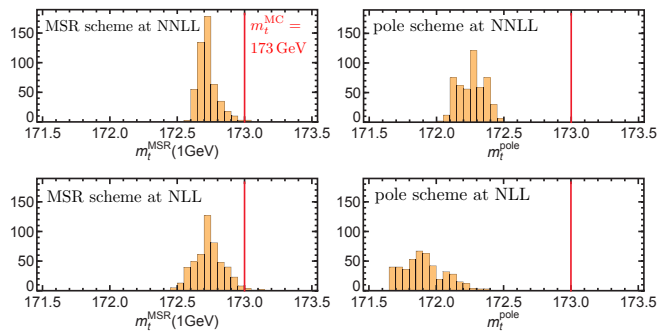 MSR scheme at NNLL
m_t^MC =
173 GeV
150
100
50
0
171.5 172.0 172.5 173.0 173.5
m_t^MSR(1GeV)
pole scheme at NNLL
150
100
50
0
171.5 172.0 172.5 173.0 173.5
m_t^pole
MSR scheme at NLL
150
100
50
0
171.5 172.0 172.5 173.0 173.5
m_t^MSR(1GeV)
pole scheme at NLL
150
100
50
0
171.5 172.0 172.5 173.0 173.5
m_t^pole